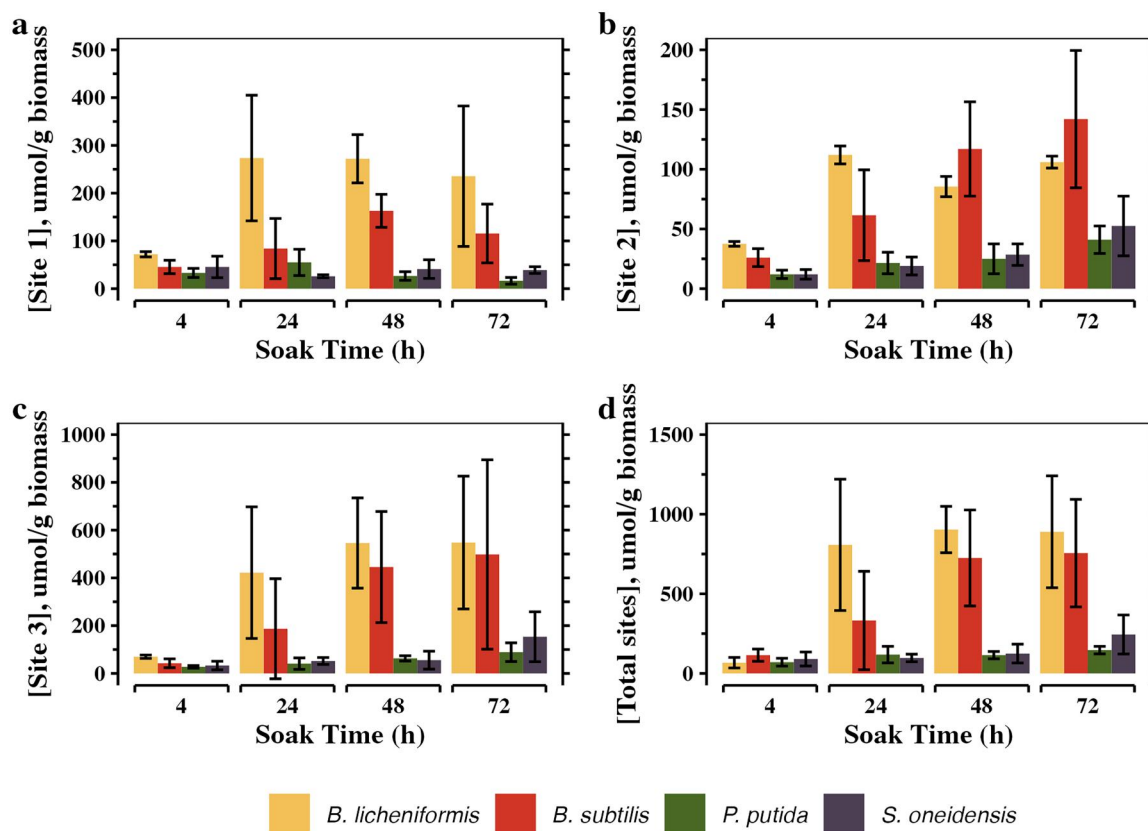 a
[Site 1], umol/g biomass
500
400
300
200
100
0
4 24 48 72
Soak Time (h)
b
[Site 2], umol/g biomass
200
150
100
50
0
4 24 48 72
Soak Time (h)
c
[Site 3], umol/g biomass
1000
800
600
400
200
0
4 24 48 72
Soak Time (h)
d
[Total sites], umol/g biomass
1500
1000
500
0
4 24 48 72
Soak Time (h)
B. licheniformis B. subtilis P. putida S. oneidensis